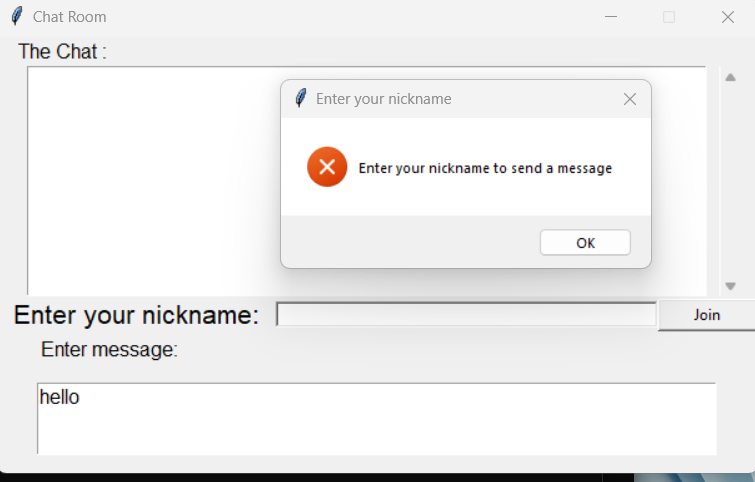 Chat Room
The Chat :
Enter your nickname
Enter your nickname to send a message
OK
Enter your nickname:
Join
Enter message:
hello